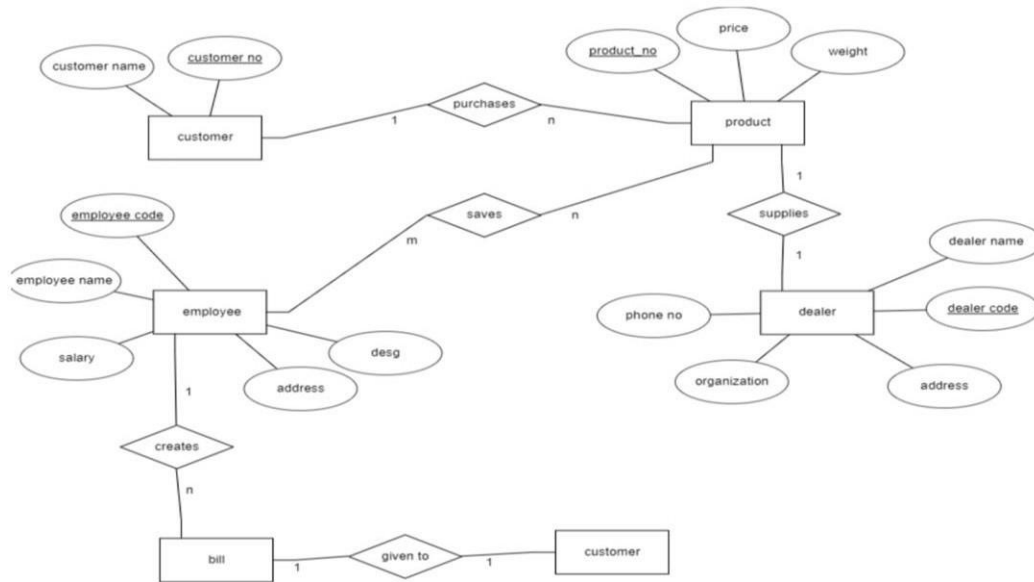 price
product_no
weight
customer no
customer name
purchases
1
n
product
customer
1
employee code
saves
m
n
supplies
dealer name
1
employee name
employee
phone no
dealer
dealer code
salary
desg
organization
address
address
1
creates
n
bill
1
given to
1
customer